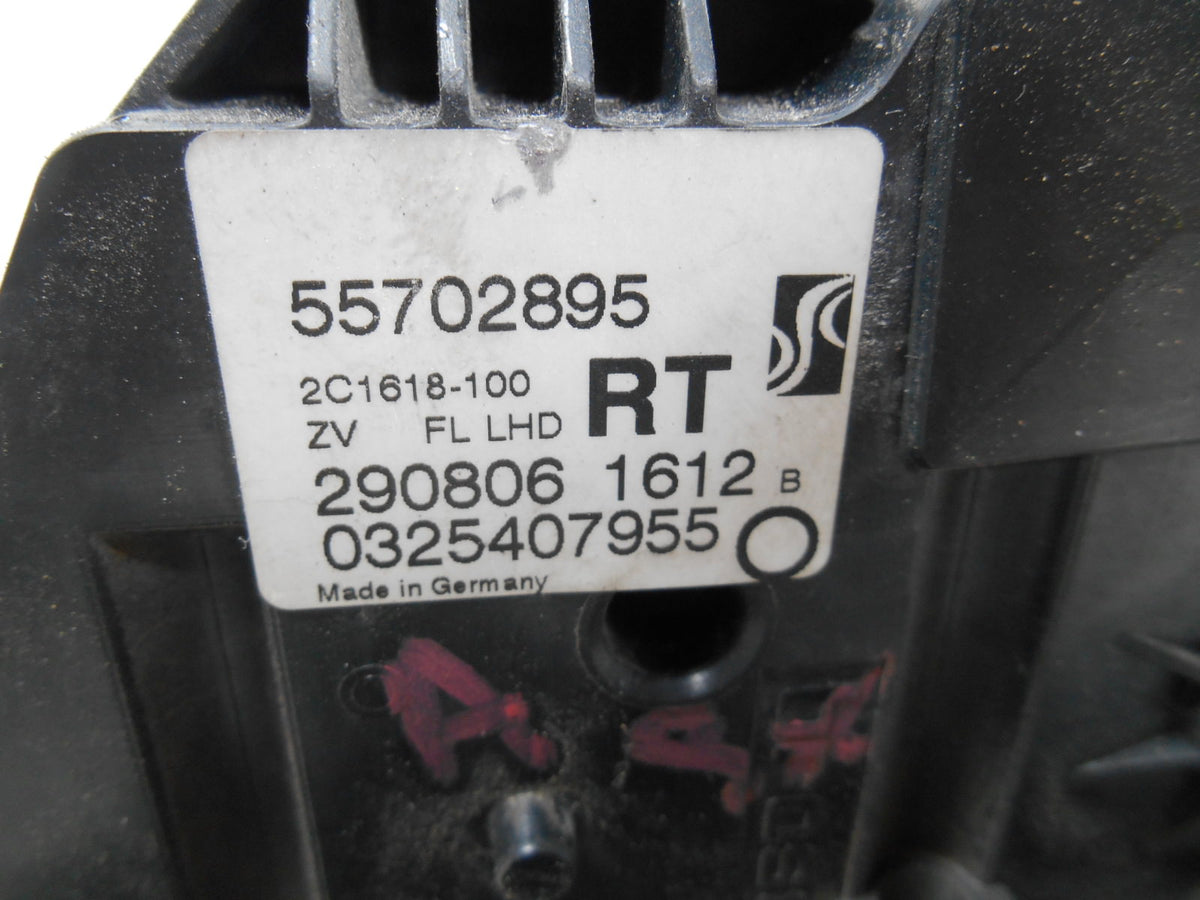 55702895
2C1618-100
ZV FL LHD RT
290806 1612 B
0325407955
Made in Germany